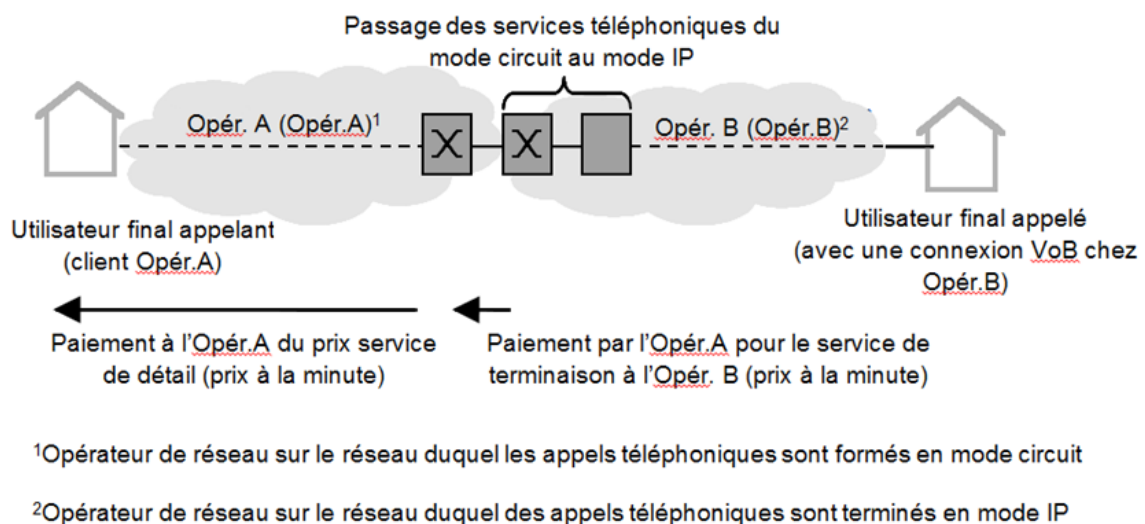 Passage des services téléphoniques du
mode circuit au mode IP
Opér. A (Opér.A)¹
Opér. B (Opér.B)²
Utilisateur final appelant
(client Opér.A)
Utilisateur final appelé
(avec une connexion VoB chez
Opér.B)
Paiement à l'Opér.A du prix service
de détail (prix à la minute)
Paiement par l'Opér.A pour le service de
terminaison à l'Opér. B (prix à la minute)
¹Opérateur de réseau sur le réseau duquel les appels téléphoniques sont formés en mode circuit
²Opérateur de réseau sur le réseau duquel des appels téléphoniques sont terminés en mode IP